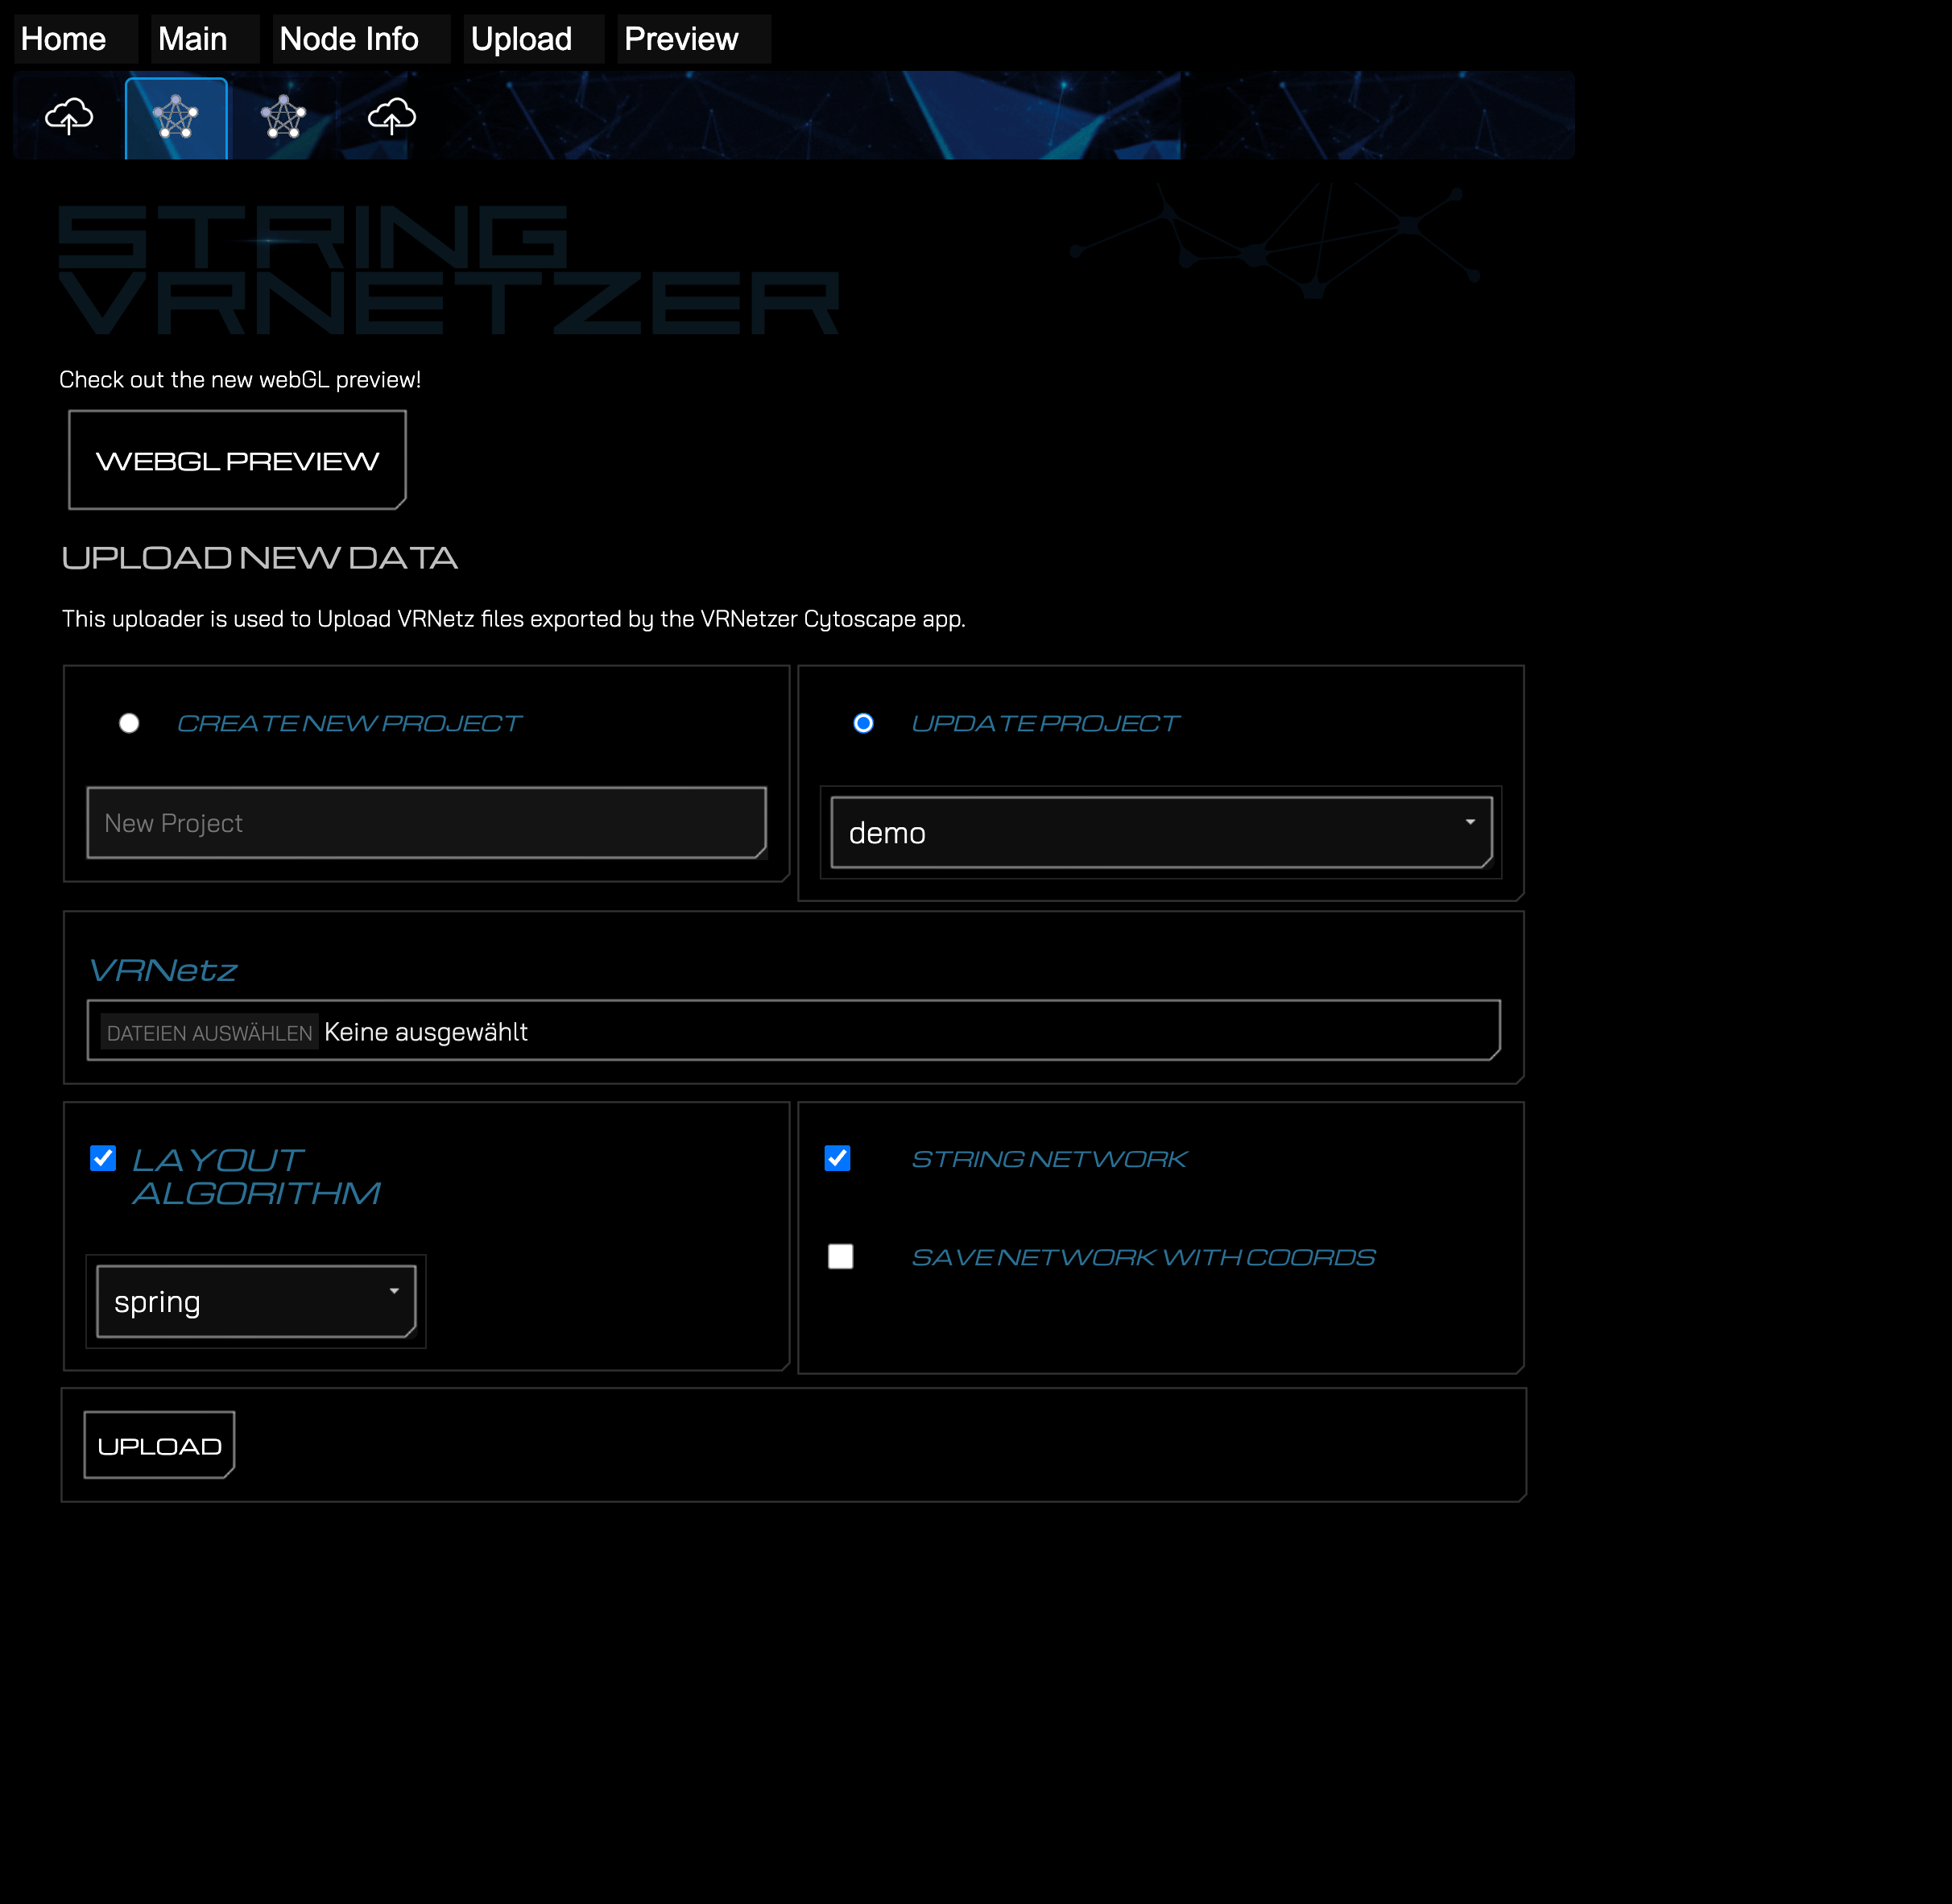 Home Main Node Info Upload Preview
STRING
VRNETZER
Check out the new webGL preview!
WEBGL PREVIEW
UPLOAD NEW DATA
This uploader is used to Upload VRNetz files exported by the VRNetzer Cytoscape app.
CREATE NEW PROJECT
New Project
UPDATE PROJECT
demo
VRNetz
DATEIEN AUSWÄHLEN Keine ausgewählt
LAYOUT
ALGORITHM
spring
STRING NETWORK
SAVE NETWORK WITH COORDS
UPLOAD